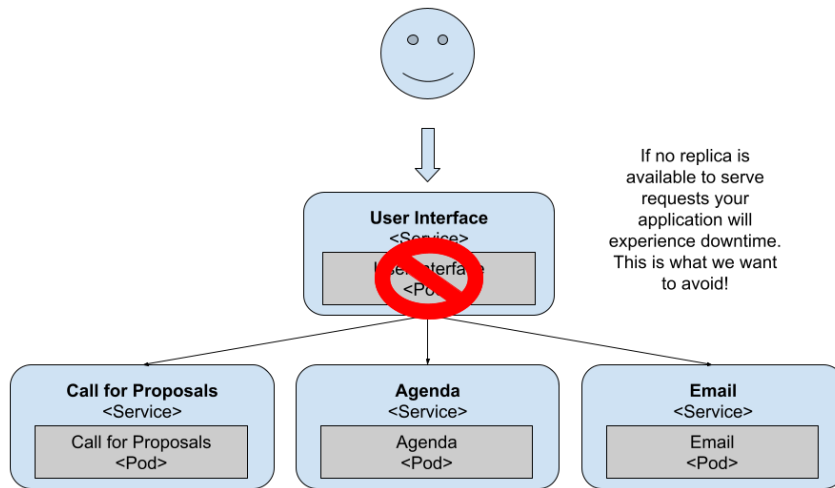 If no replica is
available to serve
requests your
application will
experience downtime.
This is what we want
to avoid!
User Interface
<Service>
User Interface
<Pod>
Call for Proposals
<Service>
Call for Proposals
<Pod>
Agenda
<Service>
Agenda
<Pod>
Email
<Service>
Email
<Pod>